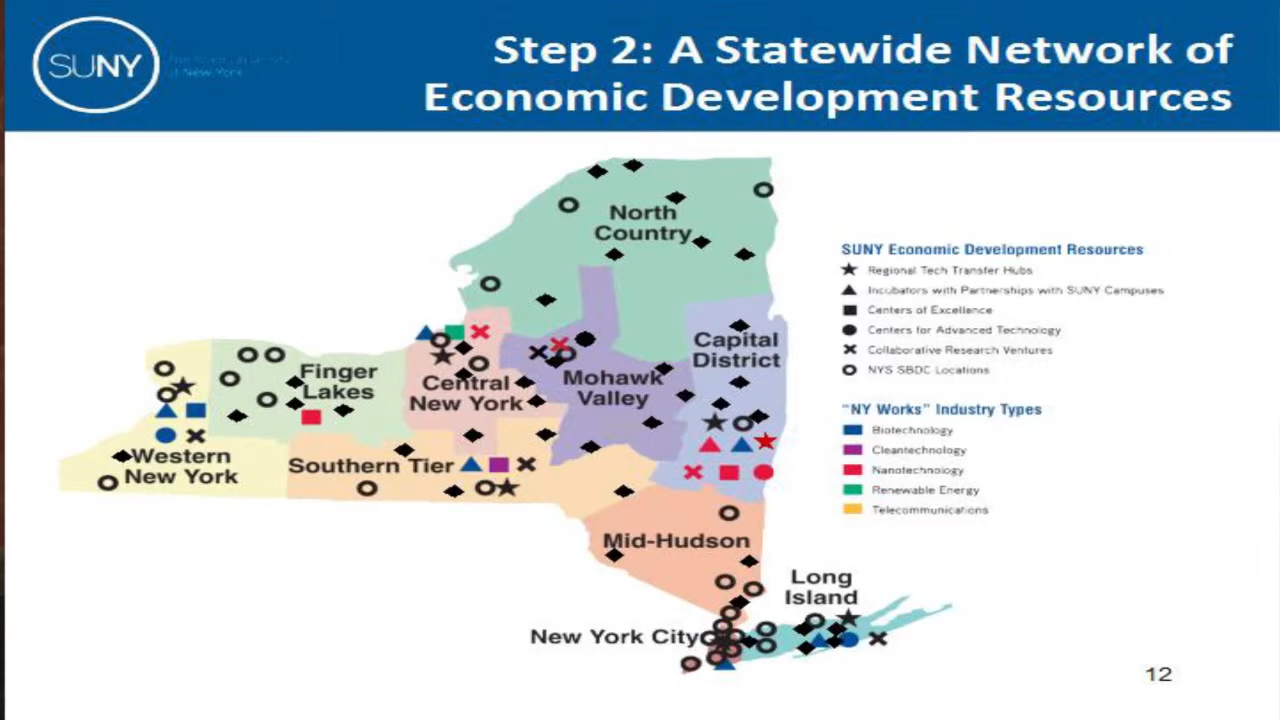 SUNY
Step 2: A Statewide Network of
Economic Development Resources
North
Country
SUNY Economic Development Resources
Regional Tech Transfer Hubs
Incubators with Partnerships with SUNY Campuses
Centers of Excellence
Centers for Advanced Technology
Collaborative Research Ventures
NYS SBDC Locations
"NY Works" Industry Types
Biotechnology
Cleantechnology
Nanotechnology
Renewable Energy
Telecommunications
Capital
District
Finger
Lakes
Central
New York
Mohawk
Valley
Western
New York
Southern Tier
Mid-Hudson
Long
Island
New York City
12